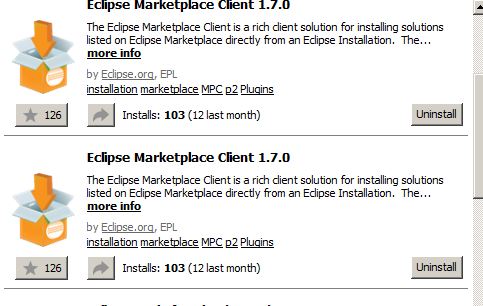 Eclipse Marketplace Client 1.7.0
The Eclipse Marketplace Client is a rich client solution for installing solutions
listed on Eclipse Marketplace directly from an Eclipse Installation. The...
more info
by Eclipse.org, EPL
installation marketplace MPC p2 Plugins
126 Installs: 103 (12 last month) Uninstall
Eclipse Marketplace Client 1.7.0
The Eclipse Marketplace Client is a rich client solution for installing solutions
listed on Eclipse Marketplace directly from an Eclipse Installation. The...
more info
by Eclipse.org, EPL
installation marketplace MPC p2 Plugins
126 Installs: 103 (12 last month) Uninstall